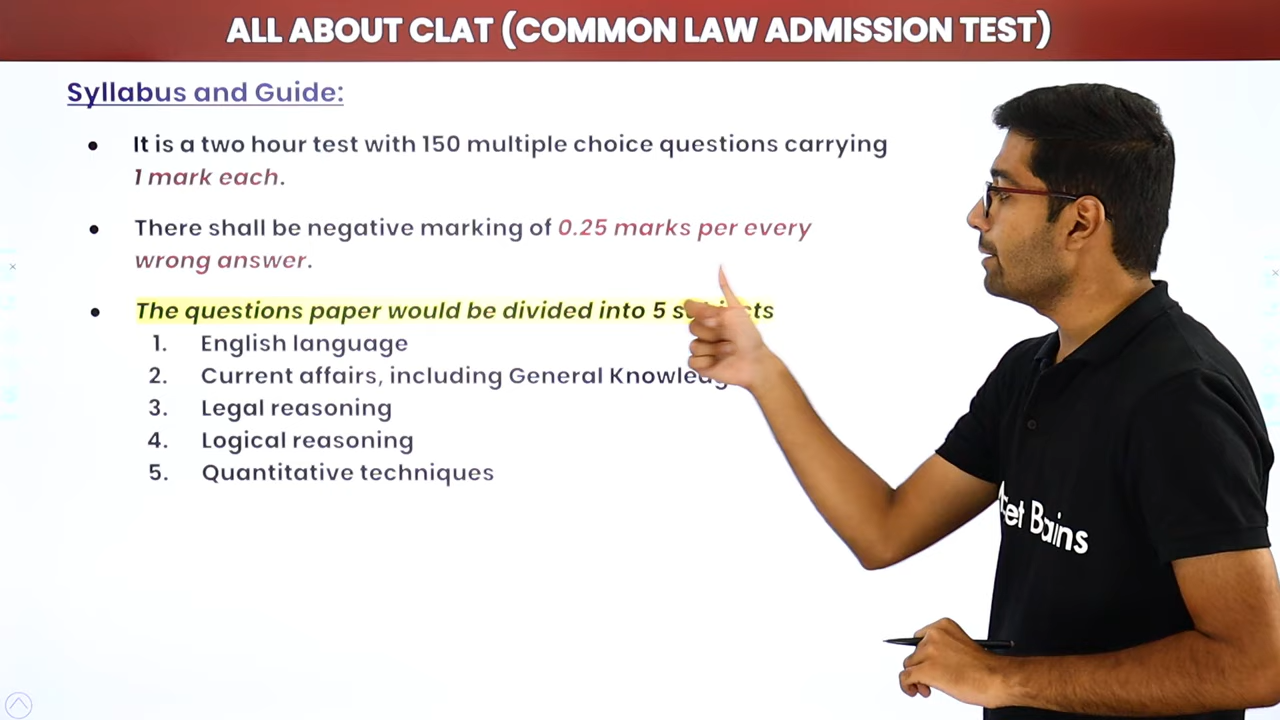 ALL ABOUT CLAT (COMMON LAW ADMISSION TEST)
Syllabus and Guide:
• It is a two hour test with 150 multiple choice questions carrying
1 mark each.
• There shall be negative marking of 0.25 marks per every
wrong answer.
• The questions paper would be divided into 5
1. English language
2. Current affairs, including General
3. Legal reasoning
4. Logical reasoning
5. Quantitative techniques
Brains